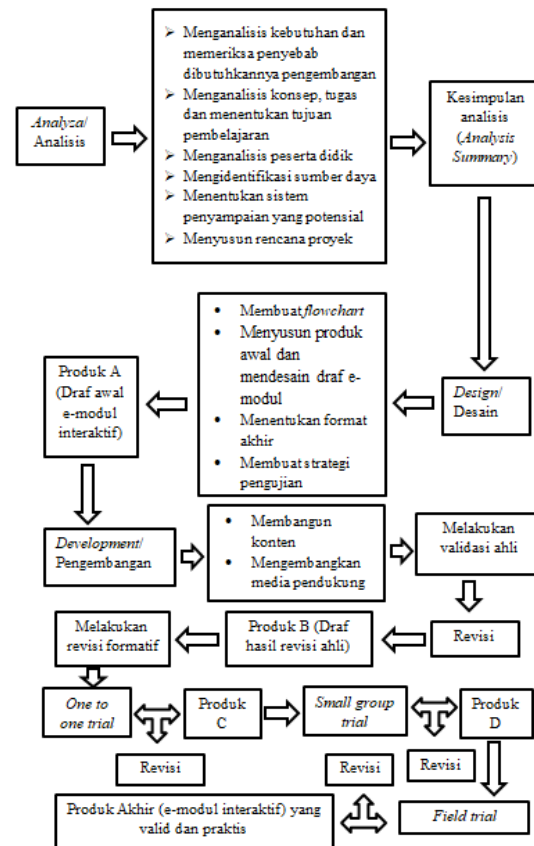 ➢ Menganalisis kebutuhan dan
memeriksa penyebab
dibutuhkannya pengembangan
➢ Menganalisis konsep, tugas
dan menentukan tujuan
pembelajaran
➢ Menganalisis peserta didik
➢ Mengidentifikasi sumber daya
➢ Menentukan sistem
penyampaian yang potensial
➢ Menyusun rencana proyek
Analyza/
Analisis
Kesimpulan
analisis
(Analysis
Summary)
• Membuat flowchart
• Menyusun produk
awal dan
mendesain draf e-
modul
• Menentukan format
akhir
• Membuat strategi
pengujian
Produk A
(Draf awal
e-modul
interaktif)
Design/
Desain
Development/
Pengembangan
• Membangun
konten
• Mengembangkan
media pendukung
Melakukan
validasi ahli
Melakukan
revisi formatif
Produk B (Draf
hasil revisi ahli)
Revisi
One to
one trial
Produk
C
Small group
trial
Produk
D
Revisi
Revisi
Revisi
Produk Akhir (e-modul interaktif) yang
valid dan praktis
Field trial